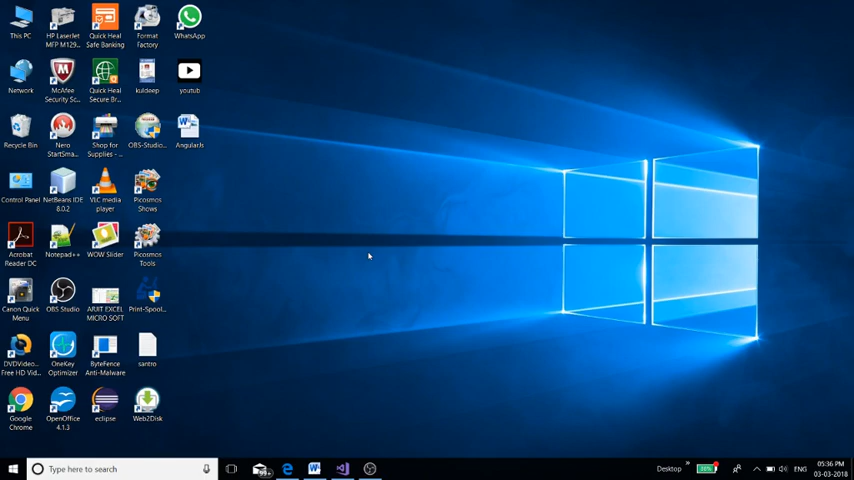 This PC
HP LaserJet
MFP M129...
Quick Heal
Safe Banking
Format
Factory
WhatsApp
Network
McAfee
Security Sc...
Quick Heal
Secure Br...
kuldeep
youtub
Recycle Bin
Nero
StartSma...
Shop for
Supplies - ...
OBS-Studio...
AngularJs
Control Panel
NetBeans IDE
8.0.2
VLC media
player
Picosmos
Shows
Acrobat
Reader DC
Notepad++
WOW Slider
Picosmos
Tools
Canon Quick
Menu
OBS Studio
ARJIT EXCEL
MICRO SOFT
Print-Spool...
DVDVideo...
Free HD Vid...
OneKey
Optimizer
ByteFence
Anti-Malware
santro
Google
Chrome
OpenOffice
4.1.3
eclipse
Web2Disk
Type here to search
99+
Desktop
ENG
05:36 PM
03-03-2018